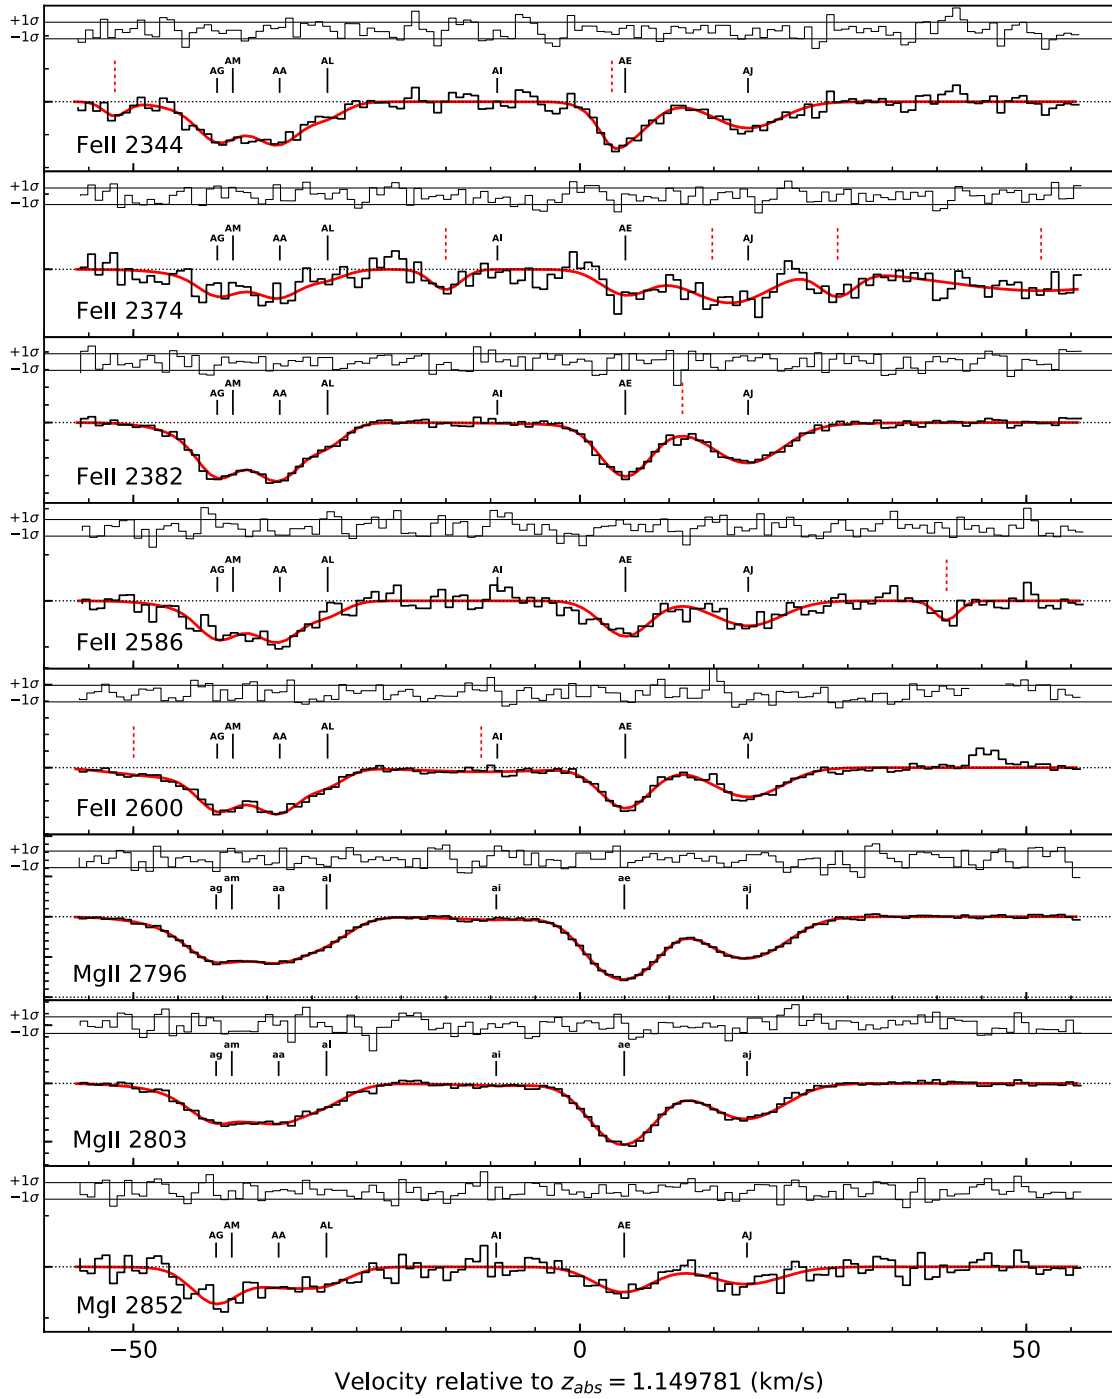 +1σ
−1σ
AG AM AA AL AI AE AJ
FeII 2344
+1σ
−1σ
AG AM AA AL AI AE AJ
FeII 2374
+1σ
−1σ
AG AM AA AL AI AE AJ
FeII 2382
+1σ
−1σ
AG AM AA AL AI AE AJ
FeII 2586
+1σ
−1σ
AG AM AA AL AI AE AJ
FeII 2600
+1σ
−1σ
ag am aa al ai ae aj
MgII 2796
+1σ
−1σ
ag am aa al ai ae aj
MgII 2803
+1σ
−1σ
AG AM AA AL AI AE AJ
MgI 2852
−50 0 50
Velocity relative to z_abs = 1.149781 (km/s)